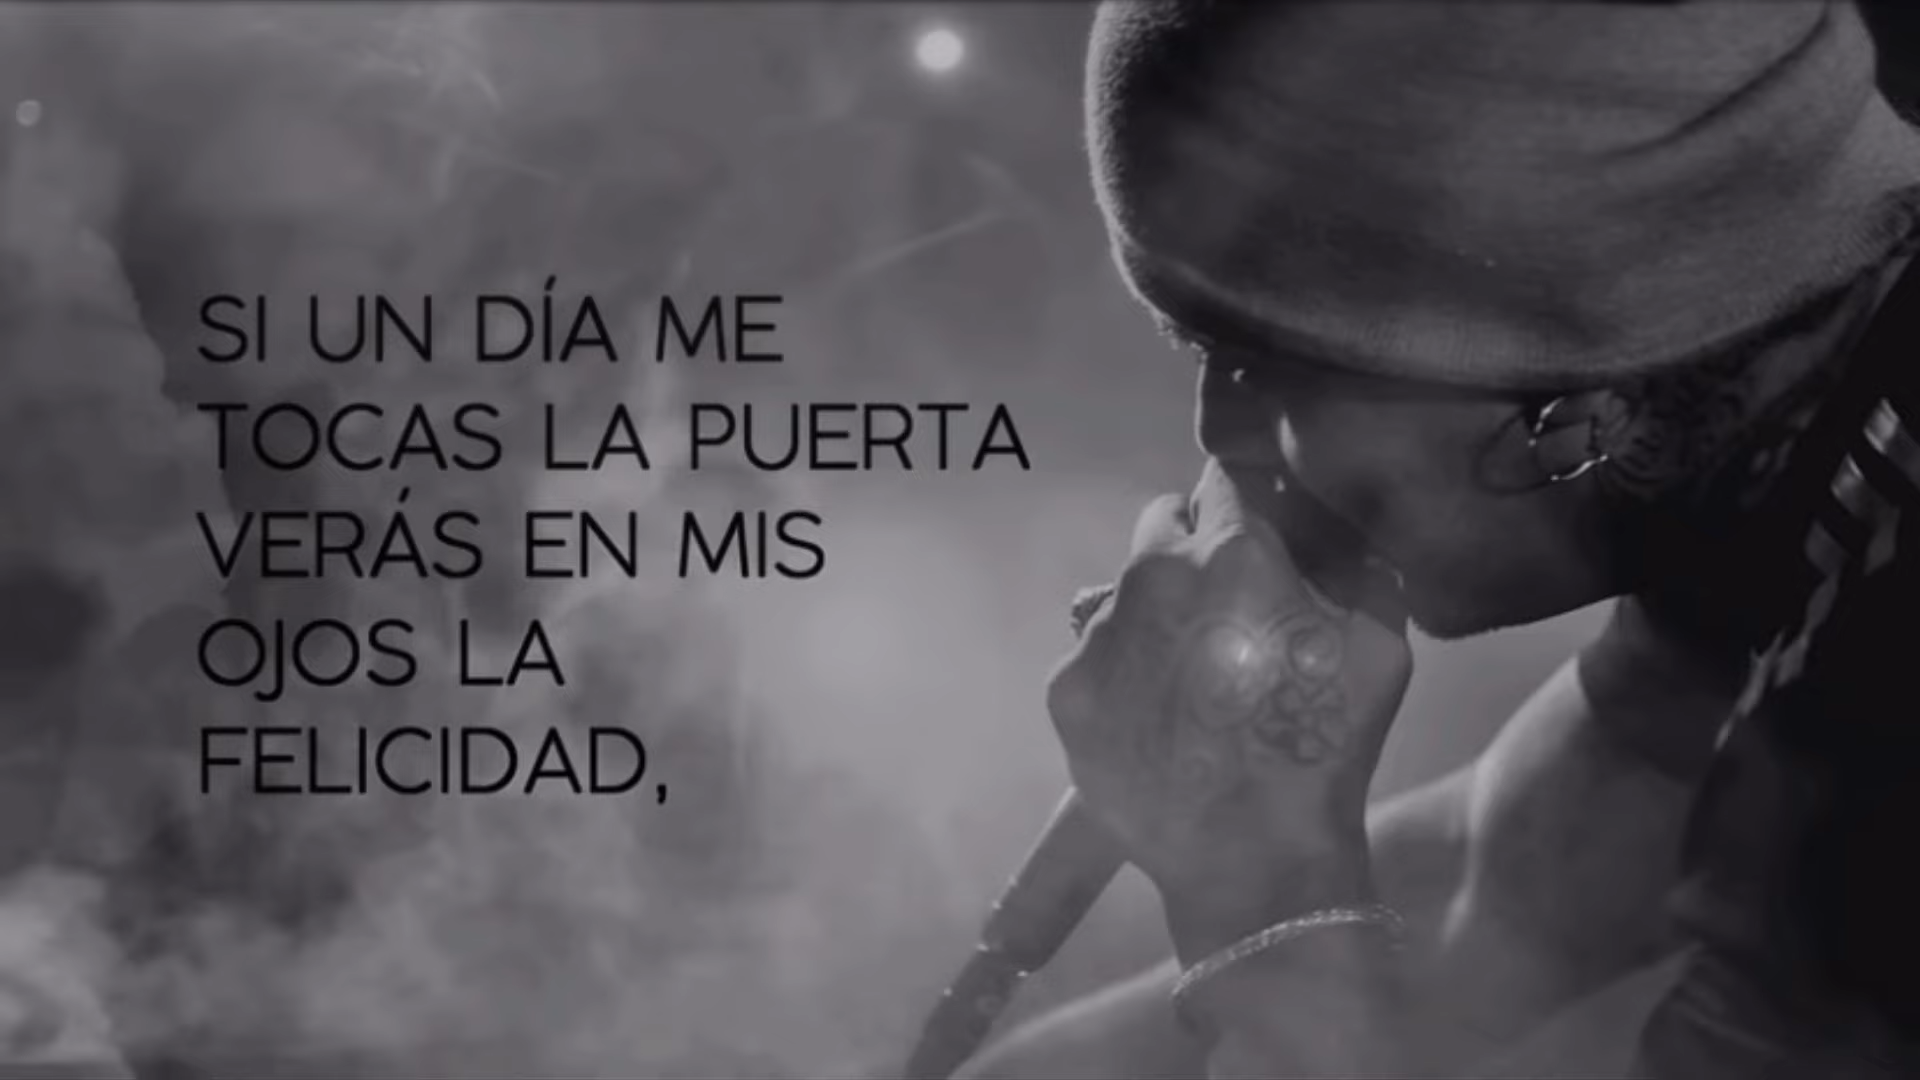 SI UN DÍA ME
TOCAS LA PUERTA
VERÁS EN MIS
OJOS LA
FELICIDAD,